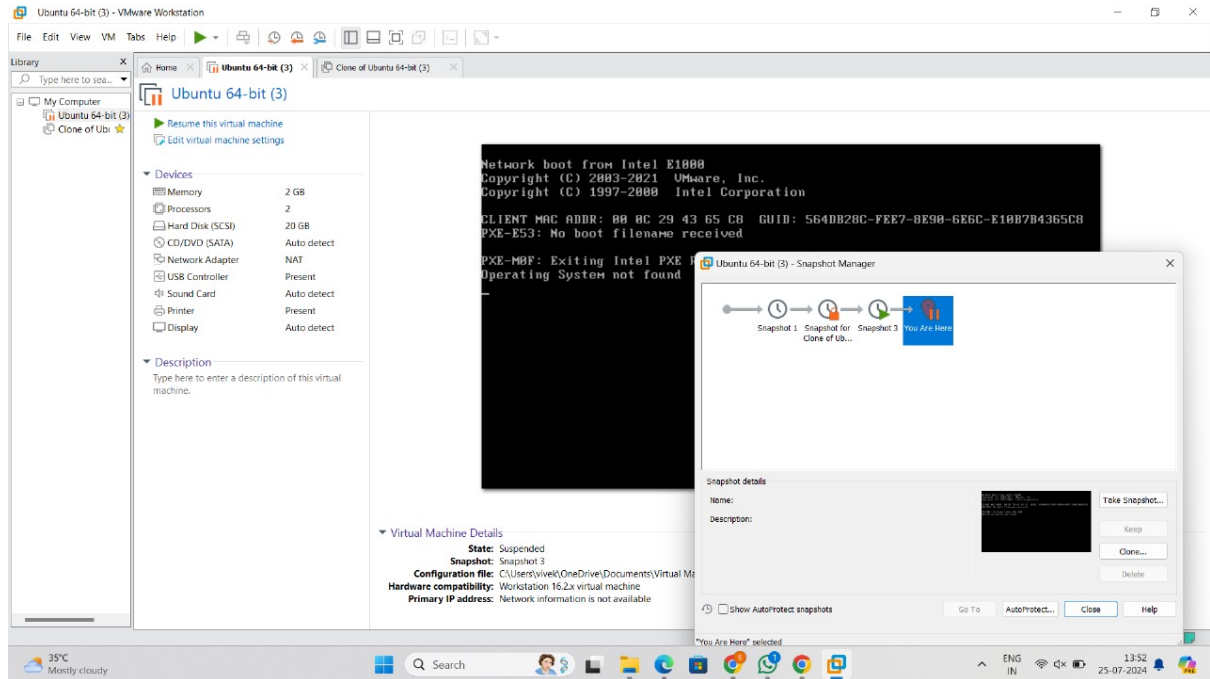 Ubuntu 64-bit (3) - VMware Workstation
File Edit View VM Tabs Help
Library X
Type here to sea...
My Computer
Ubuntu 64-bit (3)
Clone of Ubu
Home
Ubuntu 64-bit (3)
Clone of Ubuntu 64-bit (3)
Ubuntu 64-bit (3)
Resume this virtual machine
Edit virtual machine settings
Devices
Memory 2 GB
Processors 2
Hard Disk (SCSI) 20 GB
CD/DVD (SATA) Auto detect
Network Adapter NAT
USB Controller Present
Sound Card Auto detect
Printer Present
Display Auto detect
Description
Type here to enter a description of this virtual
machine.
Network boot from Intel E1000
Copyright (C) 2003-2021 VMware, Inc.
Copyright (C) 1997-2000 Intel Corporation
CLIENT MAC ADDR: 00 0C 29 43 65 C8 GUID: 564DB28C-FEE7-8E90-6E6C-E10B7B4365C8
PXE-E53: No boot filename received
PXE-M0F: Exiting Intel PXE R
Operating System not found
Virtual Machine Details
State: Suspended
Snapshot: Snapshot 3
Configuration file: C:\Users\vivek\OneDrive\Documents\Virtual Ma
Hardware compatibility: Workstation 16.2.x virtual machine
Primary IP address: Network information is not available
Ubuntu 64-bit (3) - Snapshot Manager
Snapshot 1 Snapshot for Snapshot 3 You Are Here
Clone of Ub...
Snapshot details
Name:
Description:
Take Snapshot...
Keep
Clone...
Delete
Show AutoProtect snapshots
Go To AutoProtect... Close Help
"You Are Here" selected
35°C
Mostly cloudy
Search
ENG
IN
13:52
25-07-2024